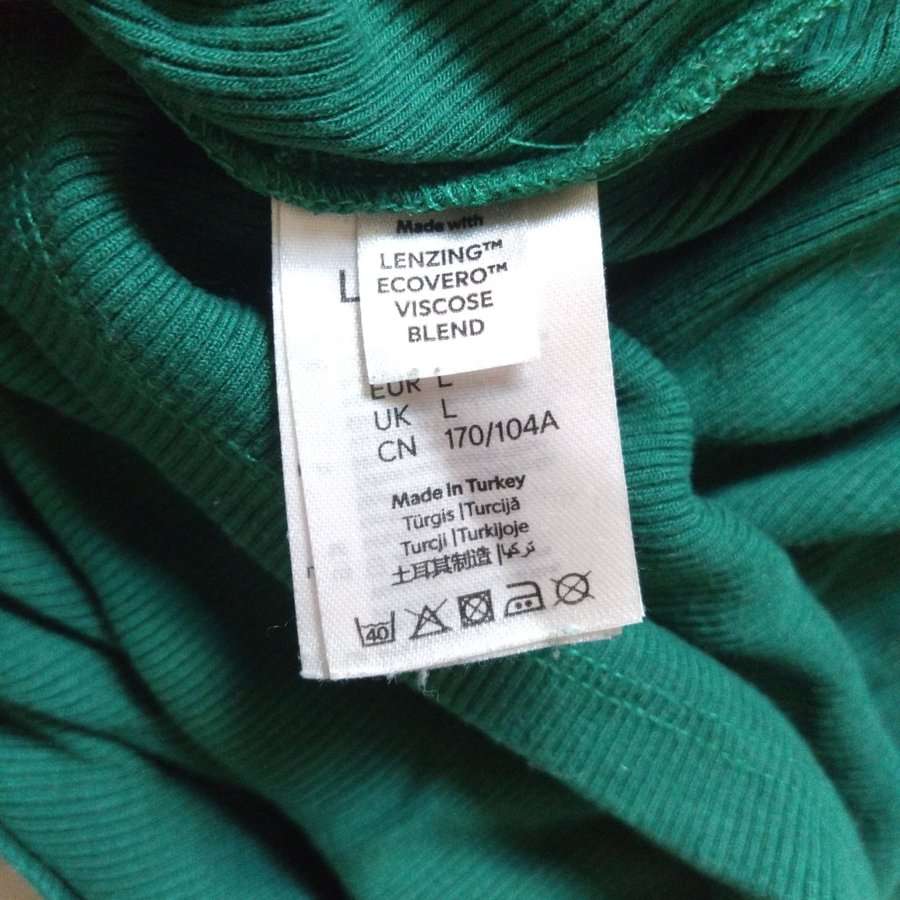 Made with
LENZING™
ECOVERO™
VISCOSE
BLEND
L
EUR L
UK L
CN 170/104A
Made In Turkey
Türgis | Turcijā
Turcji | Turkijoje
土耳其制造 | تركيا
40